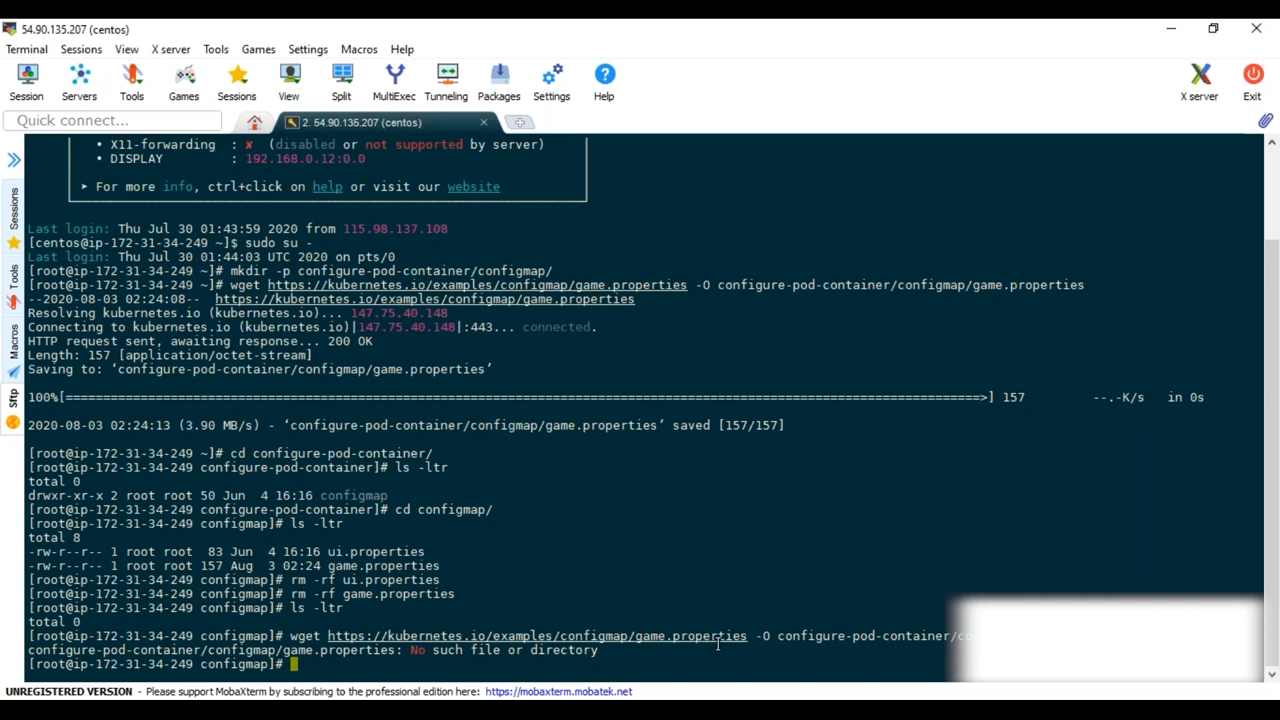 54.90.135.207 (centos)
Terminal Sessions View X server Tools Games Settings Macros Help
Session Servers Tools Games Sessions View Split MultiExec Tunneling Packages Settings Help X server Exit
Quick connect...
2. 54.90.135.207 (centos)
Sessions
Tools
Macros
Sftp
• X11-forwarding : ✘ (disabled or not supported by server)
• DISPLAY : 192.168.0.12:0.0
➤ For more info, ctrl+click on help or visit our website
Last login: Thu Jul 30 01:43:59 2020 from 115.98.137.108
[centos@ip-172-31-34-249 ~]$ sudo su -
Last login: Thu Jul 30 01:44:03 UTC 2020 on pts/0
[root@ip-172-31-34-249 ~]# mkdir -p configure-pod-container/configmap/
[root@ip-172-31-34-249 ~]# wget https://kubernetes.io/examples/configmap/game.properties -O configure-pod-container/configmap/game.properties
--2020-08-03 02:24:08-- https://kubernetes.io/examples/configmap/game.properties
Resolving kubernetes.io (kubernetes.io)... 147.75.40.148
Connecting to kubernetes.io (kubernetes.io)|147.75.40.148|:443... connected.
HTTP request sent, awaiting response... 200 OK
Length: 157 [application/octet-stream]
Saving to: ‘configure-pod-container/configmap/game.properties’
100%[==========================================================================================================================>] 157 --.-K/s in 0s
2020-08-03 02:24:13 (3.90 MB/s) - ‘configure-pod-container/configmap/game.properties’ saved [157/157]
[root@ip-172-31-34-249 ~]# cd configure-pod-container/
[root@ip-172-31-34-249 configure-pod-container]# ls -ltr
total 0
drwxr-xr-x 2 root root 50 Jun 4 16:16 configmap
[root@ip-172-31-34-249 configure-pod-container]# cd configmap/
[root@ip-172-31-34-249 configmap]# ls -ltr
total 8
-rw-r--r-- 1 root root 83 Jun 4 16:16 ui.properties
-rw-r--r-- 1 root root 157 Aug 3 02:24 game.properties
[root@ip-172-31-34-249 configmap]# rm -rf ui.properties
[root@ip-172-31-34-249 configmap]# rm -rf game.properties
[root@ip-172-31-34-249 configmap]# ls -ltr
total 0
[root@ip-172-31-34-249 configmap]# wget https://kubernetes.io/examples/configmap/game.properties -O configure-pod-container/
configure-pod-container/configmap/game.properties: No such file or directory
[root@ip-172-31-34-249 configmap]#
UNREGISTERED VERSION - Please support MobaXterm by subscribing to the professional edition here: https://mobaxterm.mobatek.net